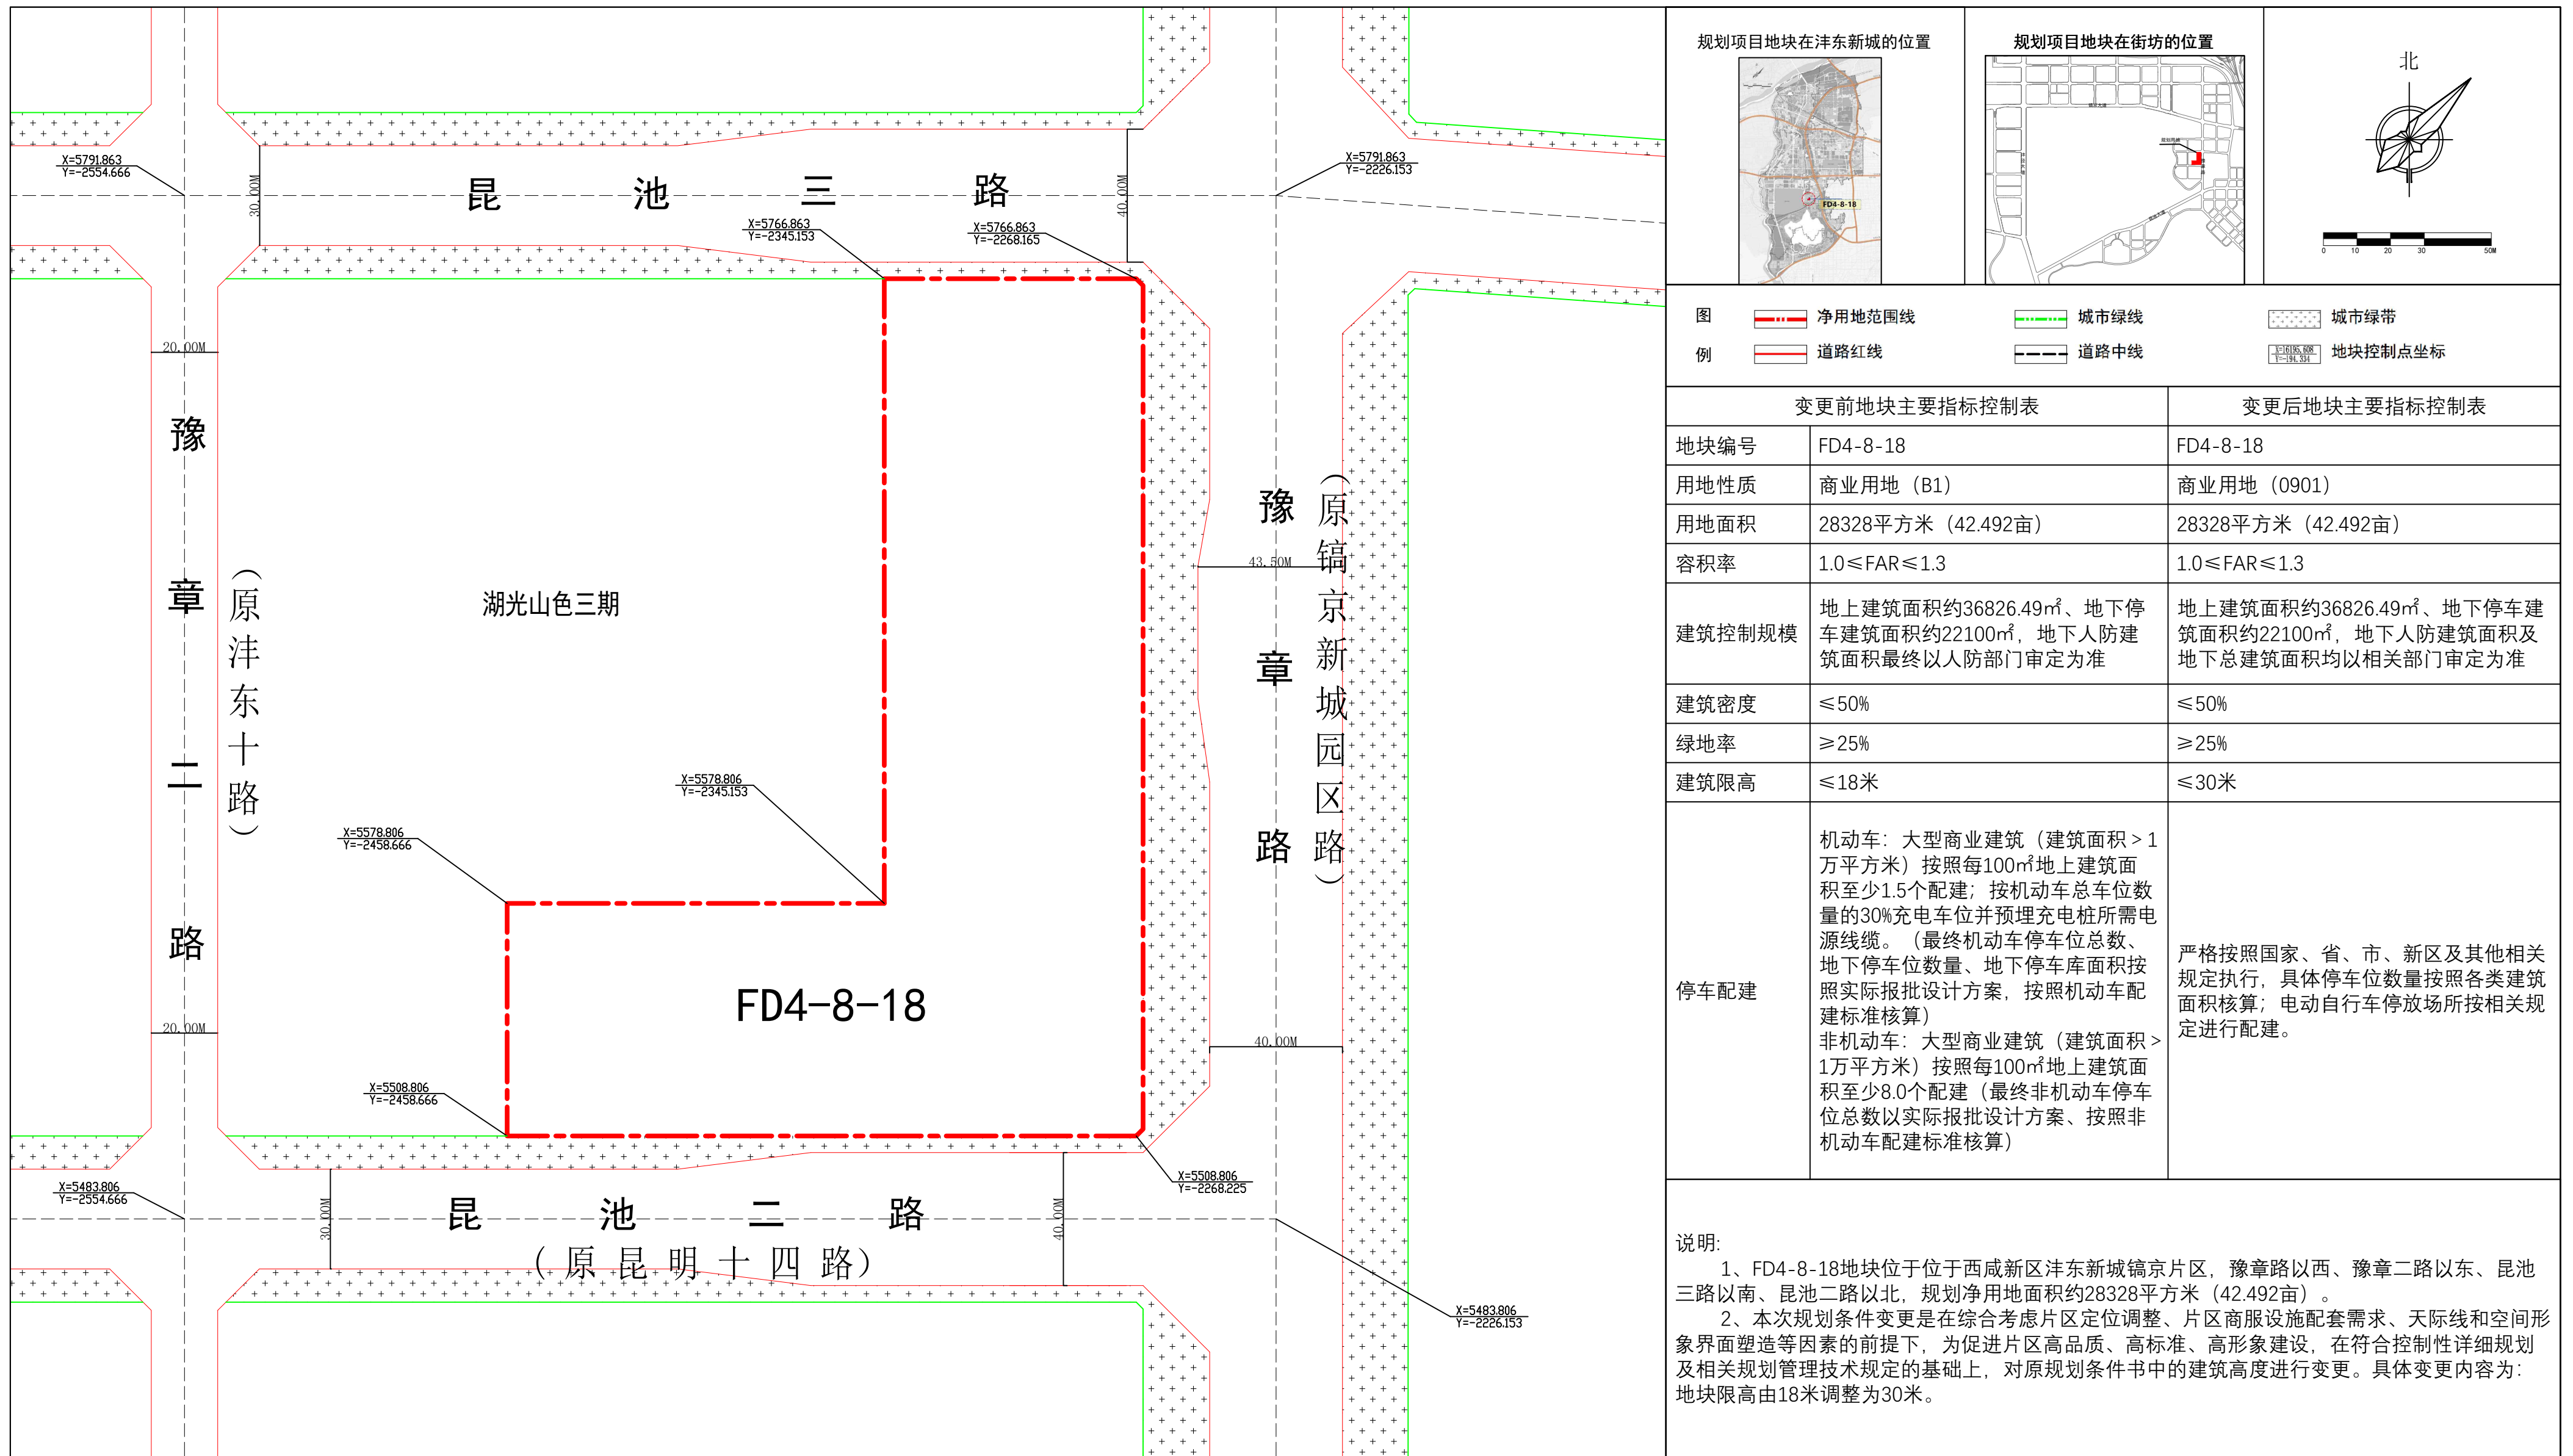 X=5791.863
Y=-2554.666
30.00M
昆池三路
40.00M
X=5791.863
Y=-2226.153
X=5766.863
Y=-2345.153
X=5766.863
Y=-2268.165
20.00M
豫章二路
（原沣东十路）
湖光山色三期
豫章路
（原镐京新城园区路）
43.50M
X=5578.806
Y=-2345.153
X=5578.806
Y=-2458.666
FD4-8-18
20.00M
40.00M
X=5508.806
Y=-2458.666
X=5508.806
Y=-2268.225
X=5483.806
Y=-2554.666
30.00M
昆池二路
（原昆明十四路）
40.00M
X=5483.806
Y=-2226.153
规划项目地块在沣东新城的位置
FD4-8-18
规划项目地块在街坊的位置
北
0 10 20 30 50M
图例
净用地范围线
城市绿线
城市绿带
道路红线
道路中线
X=16195.608
Y=-194.334
地块控制点坐标
变更前地块主要指标控制表
变更后地块主要指标控制表
地块编号
FD4-8-18
FD4-8-18
用地性质
商业用地（B1）
商业用地（0901）
用地面积
28328平方米（42.492亩）
28328平方米（42.492亩）
容积率
1.0≤FAR≤1.3
1.0≤FAR≤1.3
建筑控制规模
地上建筑面积约36826.49㎡、地下停
车建筑面积约22100㎡，地下人防建
筑面积最终以人防部门审定为准
地上建筑面积约36826.49㎡、地下停车建
筑面积约22100㎡，地下人防建筑面积及
地下总建筑面积均以相关部门审定为准
建筑密度
≤50%
≤50%
绿地率
≥25%
≥25%
建筑限高
≤18米
≤30米
停车配建
机动车：大型商业建筑（建筑面积＞1
万平方米）按照每100㎡地上建筑面
积至少1.5个配建；按机动车总车位数
量的30%充电车位并预埋充电桩所需电
源线缆。（最终机动车停车位总数、
地下停车位数量、地下停车库面积按
照实际报批设计方案，按照机动车配
建标准核算）
非机动车：大型商业建筑（建筑面积＞
1万平方米）按照每100㎡地上建筑面
积至少8.0个配建（最终非机动车停车
位总数以实际报批设计方案、按照非
机动车配建标准核算）
严格按照国家、省、市、新区及其他相关
规定执行，具体停车位数量按照各类建筑
面积核算；电动自行车停放场所按相关规
定进行配建。
说明:
1、FD4-8-18地块位于位于西咸新区沣东新城镐京片区，豫章路以西、豫章二路以东、昆池
三路以南、昆池二路以北，规划净用地面积约28328平方米（42.492亩）。
2、本次规划条件变更是在综合考虑片区定位调整、片区商服设施配套需求、天际线和空间形
象界面塑造等因素的前提下，为促进片区高品质、高标准、高形象建设，在符合控制性详细规划
及相关规划管理技术规定的基础上，对原规划条件书中的建筑高度进行变更。具体变更内容为：
地块限高由18米调整为30米。